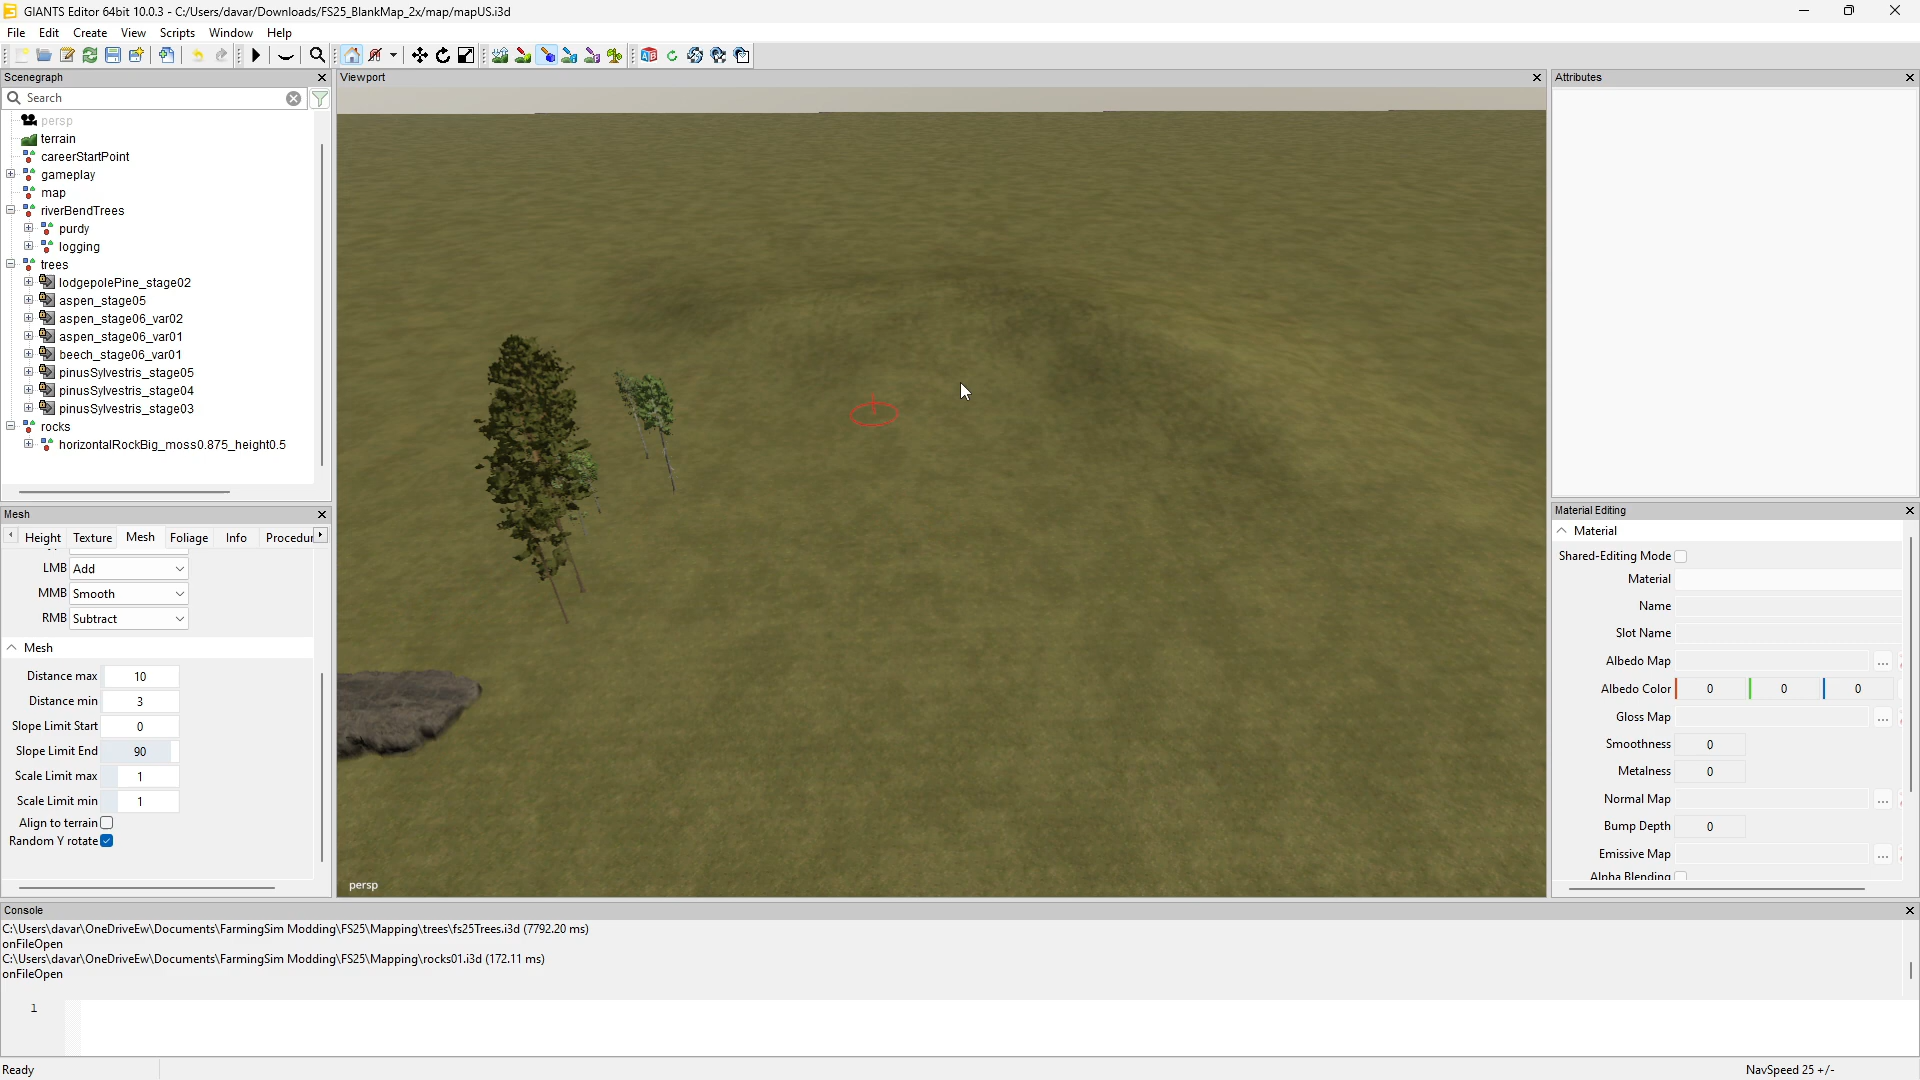 GIANTS Editor 64bit 10.0.3 - C:/Users/davar/Downloads/FS25_BlankMap_2x/map/mapUS.i3d
File Edit Create View Scripts Window Help
Scenegraph
Search
persp
terrain
careerStartPoint
gameplay
map
riverBendTrees
purdy
logging
trees
lodgepolePine_stage02
aspen_stage05
aspen_stage06_var02
aspen_stage06_var01
beech_stage06_var01
pinusSylvestris_stage05
pinusSylvestris_stage04
pinusSylvestris_stage03
rocks
horizontalRockBig_moss0.875_height0.5
Mesh
Height Texture Mesh Foliage Info Procedur
LMB Add
MMB Smooth
RMB Subtract
Mesh
Distance max 10
Distance min 3
Slope Limit Start 0
Slope Limit End 90
Scale Limit max 1
Scale Limit min 1
Align to terrain
Random Y rotate
Viewport
persp
Attributes
Material Editing
Material
Shared-Editing Mode
Material
Name
Slot Name
Albedo Map ...
Albedo Color 0 0 0
Gloss Map ...
Smoothness 0
Metalness 0
Normal Map ...
Bump Depth 0
Emissive Map ...
Alpha Blending
Console
C:\Users\davar\OneDriveEw\Documents\FarmingSim Modding\FS25\Mapping\trees\fs25Trees.i3d (7792.20 ms)
onFileOpen
C:\Users\davar\OneDriveEw\Documents\FarmingSim Modding\FS25\Mapping\rocks01.i3d (172.11 ms)
onFileOpen
1
Ready
NavSpeed 25 +/-